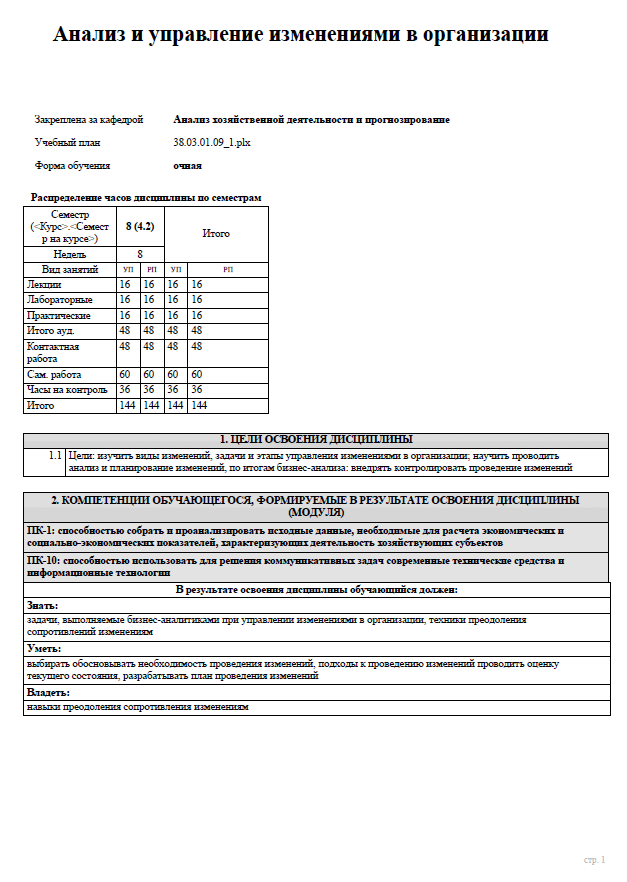 Анализ и управление изменениями в организации
Закреплена за кафедрой Анализ хозяйственной деятельности и прогнозирование
Учебный план 38.03.01.09_1.plx
Форма обучения очная
Распределение часов дисциплины по семестрам
Семестр
(<Курс>.<Семест
р на курсе>) 8 (4.2) Итого
Недель 8
Вид занятий УП РП УП РП
Лекции 16 16 16 16
Лабораторные 16 16 16 16
Практические 16 16 16 16
Итого ауд. 48 48 48 48
Контактная
работа 48 48 48 48
Сам. работа 60 60 60 60
Часы на контроль 36 36 36 36
Итого 144 144 144 144
1. ЦЕЛИ ОСВОЕНИЯ ДИСЦИПЛИНЫ
1.1 Цели: изучить виды изменений, задачи и этапы управления изменениями в организации; научить проводить
анализ и планирование изменений, по итогам бизнес-анализа: внедрять контролировать проведение изменений
2. КОМПЕТЕНЦИИ ОБУЧАЮЩЕГОСЯ, ФОРМИРУЕМЫЕ В РЕЗУЛЬТАТЕ ОСВОЕНИЯ ДИСЦИПЛИНЫ
(МОДУЛЯ)
ПК-1: способностью собрать и проанализировать исходные данные, необходимые для расчета экономических и
социально-экономических показателей, характеризующих деятельность хозяйствующих субъектов
ПК-10: способностью использовать для решения коммуникативных задач современные технические средства и
информационные технологии
В результате освоения дисциплины обучающийся должен:
Знать:
задачи, выполняемые бизнес-аналитиками при управлении изменениями в организации, техники преодоления
сопротивлений изменениям
Уметь:
выбирать обосновывать необходимость проведения изменений, подходы к проведению изменений проводить оценку
текущего состояния, разрабатывать план проведения изменений
Владеть:
навыки преодоления сопротивления изменениям
стр. 1